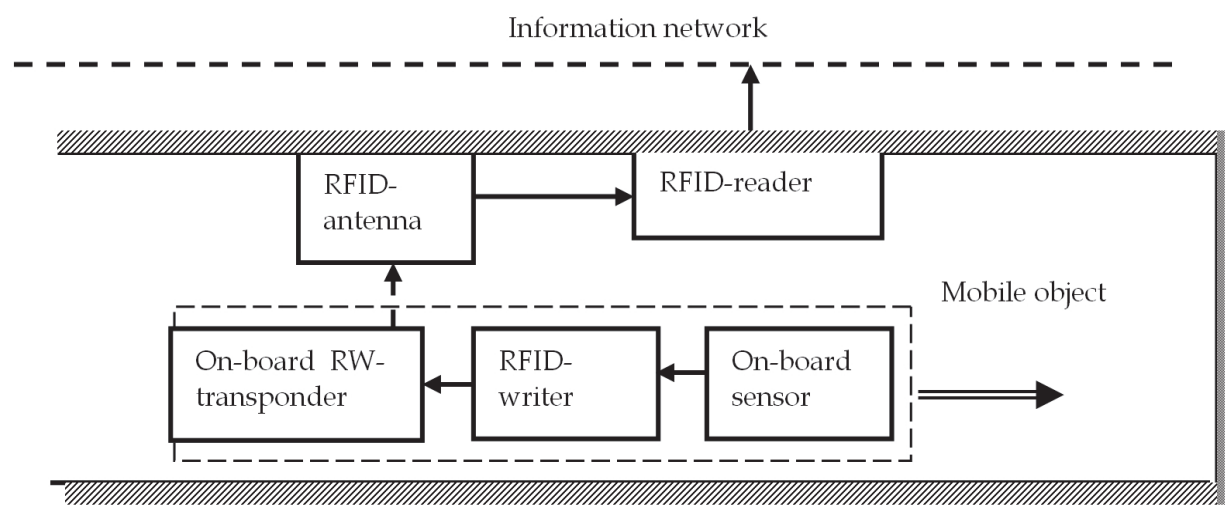 Information network
RFID-
antenna
RFID-reader
Mobile object
On-board RW-
transponder
RFID-
writer
On-board
sensor